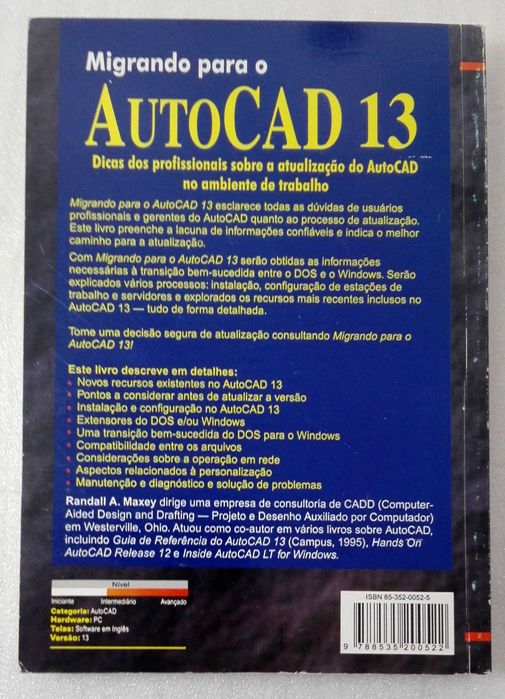 Migrando para o
AUTOCAD 13
Dicas dos profissionais sobre a atualização do AutoCAD
no ambiente de trabalho
Migrando para o AutoCAD 13 esclarece todas as dúvidas de usuários
profissionais e gerentes do AutoCAD quanto ao processo de atualização.
Este livro preenche a lacuna de informações confiáveis e indica o melhor
caminho para a atualização.
Com Migrando para o AutoCAD 13 serão obtidas as informações
necessárias à transição bem-sucedida entre o DOS e o Windows. Serão
explicados vários processos: instalação, configuração de estações de
trabalho e servidores e explorados os recursos mais recentes inclusos no
AutoCAD 13 — tudo de forma detalhada.
Tome uma decisão segura de atualização consultando Migrando para o
AutoCAD 13!
Este livro descreve em detalhes:
• Novos recursos existentes no AutoCAD 13
• Pontos a considerar antes de atualizar a versão
• Instalação e configuração no AutoCAD 13
• Extensores do DOS e/ou Windows
• Uma transição bem-sucedida do DOS para o Windows
• Compatibilidade entre os arquivos
• Considerações sobre a operação em rede
• Aspectos relacionados à personalização
• Manutenção e diagnóstico e solução de problemas
Randall A. Maxey dirige uma empresa de consultoria de CADD (Computer-
Aided Design and Drafting — Projeto e Desenho Auxiliado por Computador)
em Westerville, Ohio. Atuou como co-autor em vários livros sobre AutoCAD,
incluindo Guia de Referência do AutoCAD 13 (Campus, 1995), Hands On
AutoCAD Release 12 e Inside AutoCAD LT for Windows.
Nível
Iniciante Intermediário Avançado
Categoria: AutoCAD
Hardware: PC
Telas: Software em Inglês
Versão: 13
ISBN 85-352-0052-5
9 788535 200522